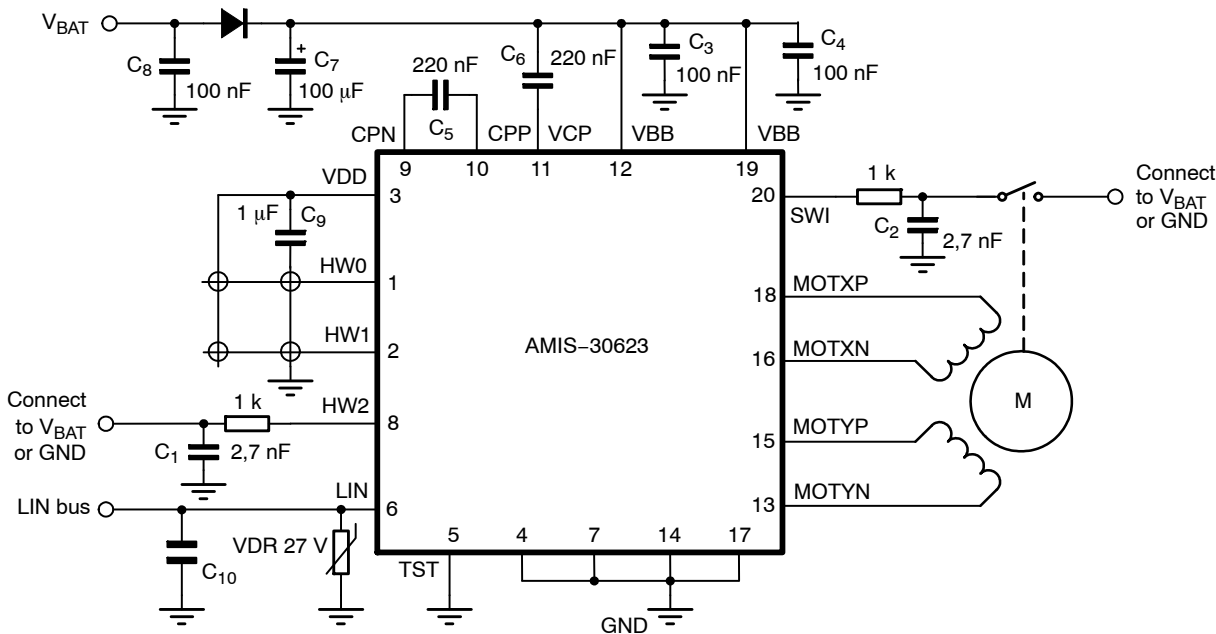 VBAT
C8
100 nF
+
C7
100 µF
220 nF
C5
C6
220 nF
C3
100 nF
C4
100 nF
CPN
CPP
VCP
VBB
VBB
9
10
11
12
19
VDD
3
1 µF
C9
HW0
1
HW1
2
Connect
to VBAT
or GND
1 k
HW2
8
C1
2,7 nF
LIN bus
LIN
6
C10
VDR 27 V
AMIS−30623
20
SWI
1 k
C2
2,7 nF
Connect
to VBAT
or GND
18
MOTXP
16
MOTXN
M
15
MOTYP
13
MOTYN
5
4
7
14
17
TST
GND